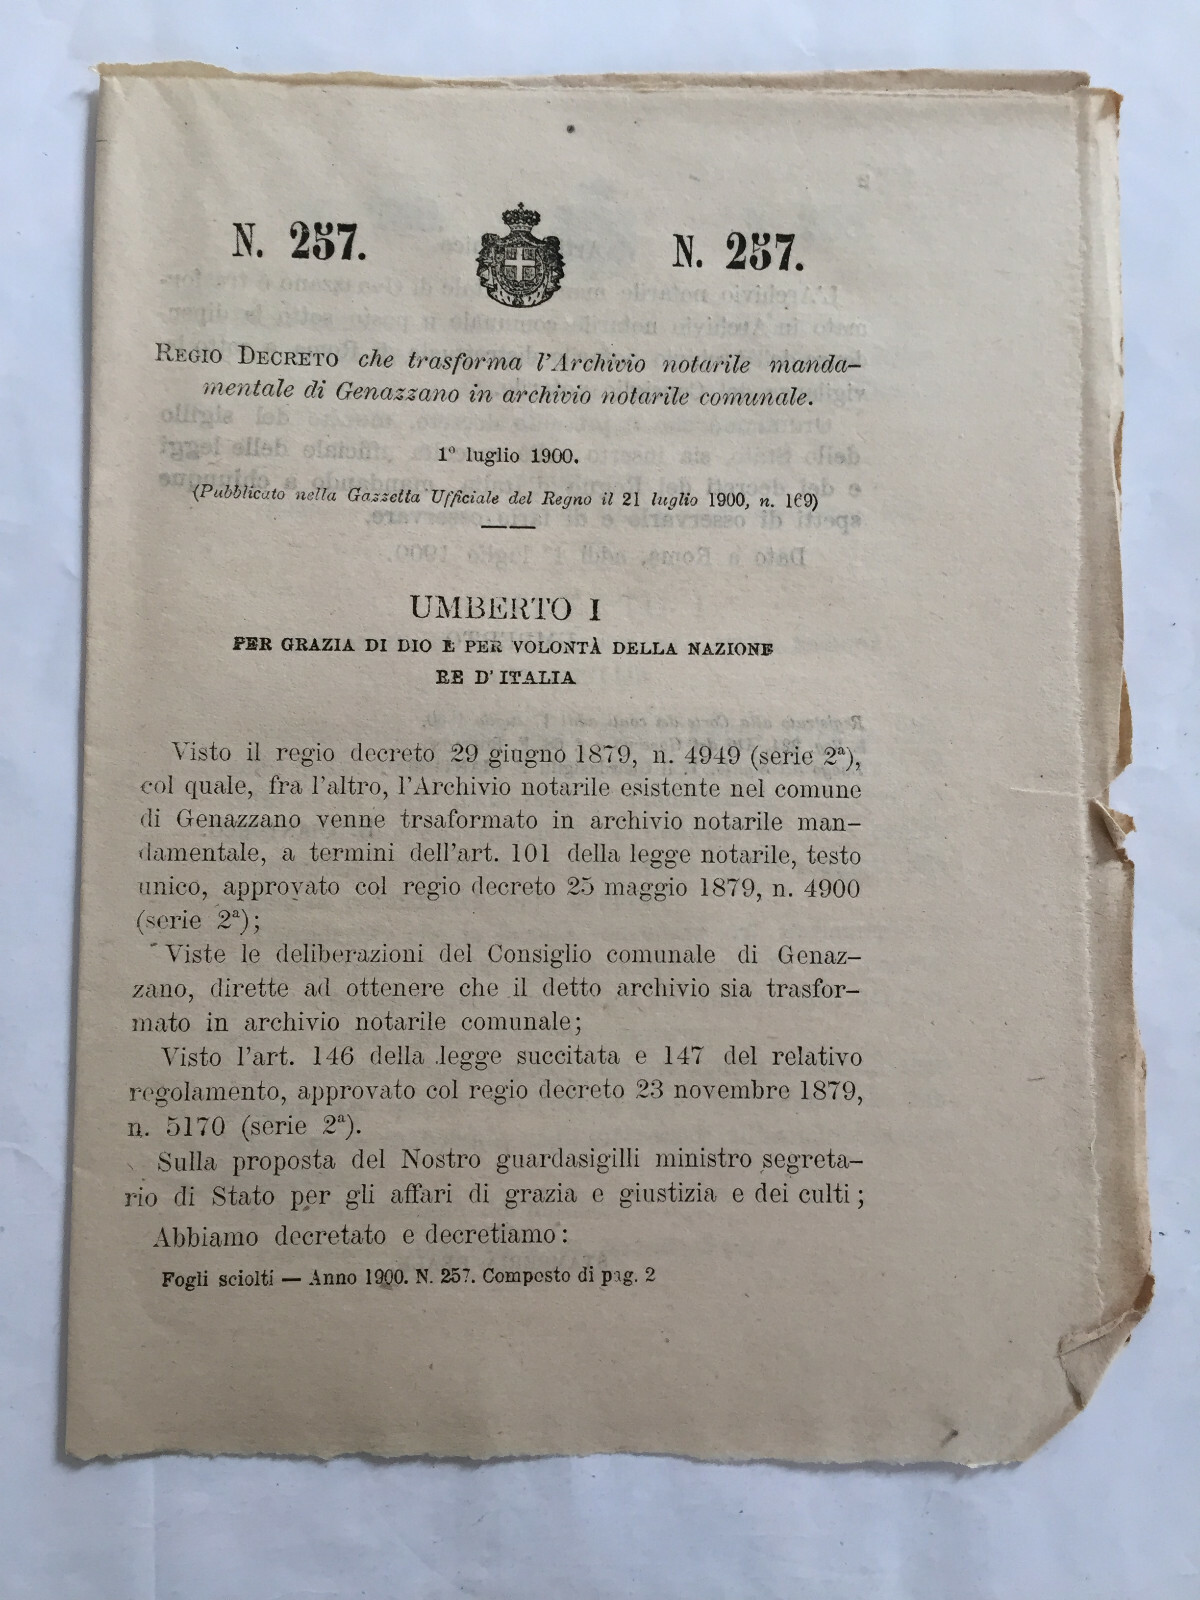 N. 257. N. 257.
REGIO DECRETO che trasforma l'Archivio notarile manda-
mentale di Genazzano in archivio notarile comunale.
1º luglio 1900.
(Pubblicato nella Gazzetta Ufficiale del Regno il 21 luglio 1900, n. 169)
UMBERTO I
PER GRAZIA DI DIO E PER VOLONTÀ DELLA NAZIONE
RE D'ITALIA
Visto il regio decreto 29 giugno 1879, n. 4949 (serie 2ª),
col quale, fra l'altro, l'Archivio notarile esistente nel comune
di Genazzano venne trsaformato in archivio notarile man-
damentale, a termini dell'art. 101 della legge notarile, testo
unico, approvato col regio decreto 25 maggio 1879, n. 4900
(serie 2ª);
Viste le deliberazioni del Consiglio comunale di Genaz-
zano, dirette ad ottenere che il detto archivio sia trasfor-
mato in archivio notarile comunale;
Visto l'art. 146 della legge succitata e 147 del relativo
regolamento, approvato col regio decreto 23 novembre 1879,
n. 5170 (serie 2ª).
Sulla proposta del Nostro guardasigilli ministro segreta-
rio di Stato per gli affari di grazia e giustizia e dei culti;
Abbiamo decretato e decretiamo:
Fogli sciolti — Anno 1900. N. 257. Composto di pag. 2